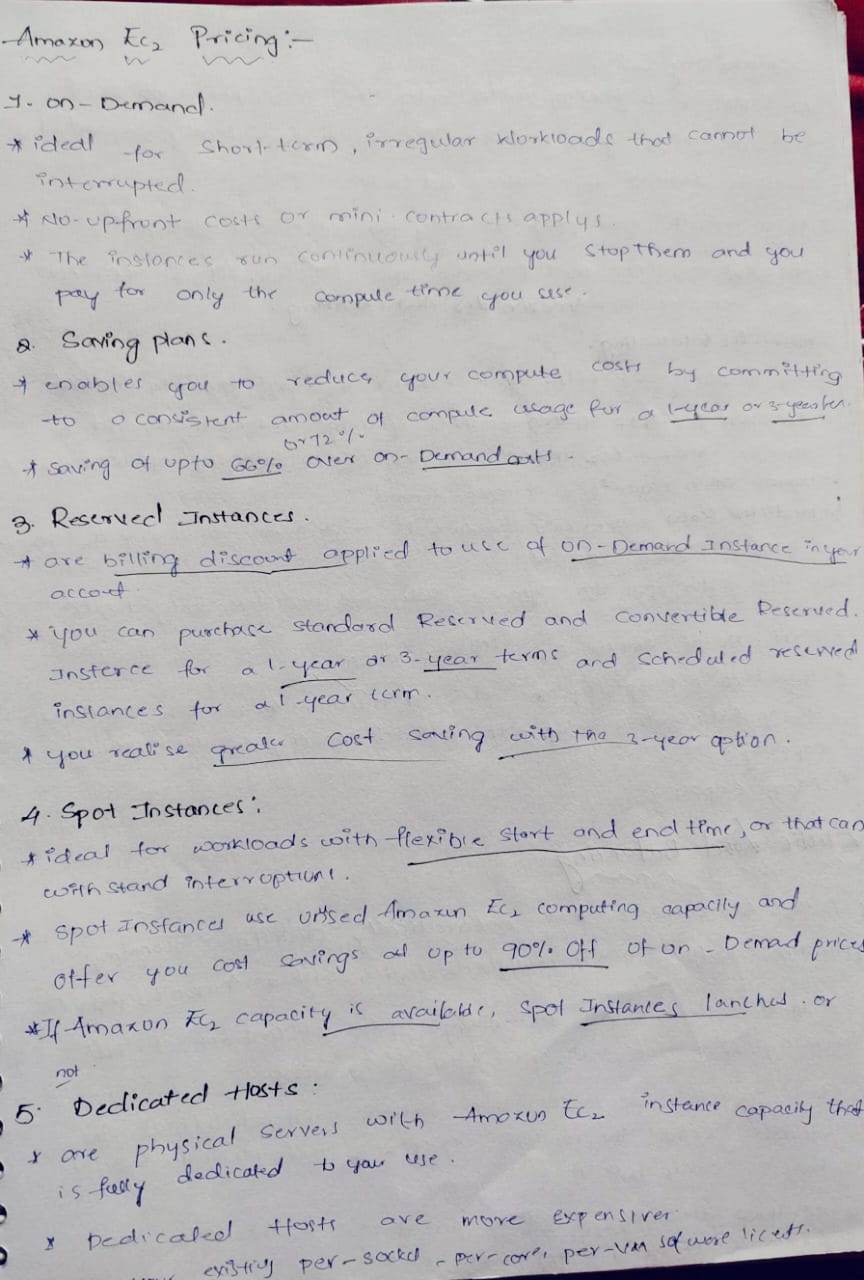 Amazon Ec2 Pricing:-
1. on-Demand.
* ideal for Short-term, irregular Workloads that cannot be
interrupted.
* No-upfront costs or mini. contracts applys.
* The instances run continuously until you Stop Them and you
pay for only the compute time you use.
2. Saving plans.
* enables you to reduce your compute costs by committing
to a consistent amout of compute usage for a 1-year or 3-year
or 72%
* saving of upto 66% over on-Demand costs.
3. Reserved Instances.
* are billing discount applied to use of on-Demand Instance in your
accout.
* you can purchase standard Reserved and Convertible Reserved.
Insterce for a 1-year or 3-year terms and Scheduled reserved
instances for a 1-year term.
* you realise greater cost saving with the 3-year option.
4. Spot Instances:
* ideal for workloads with flexible start and end time, or that can
with stand interruptions.
* Spot Instances use unused Amazon Ec2 computing capacity and
offer you cost savings at up to 90% Off of on-Demad prices
* If Amazon Ec2 capacity is available, Spot Instances lanched. or
not
5. Dedicated Hosts:
* are physical servers with Amazon Ec2 instance capacity that
is fully dedicated to your use.
* Dedicated Hosts are more expensiver
existing per-socket - per-core, per-VM software